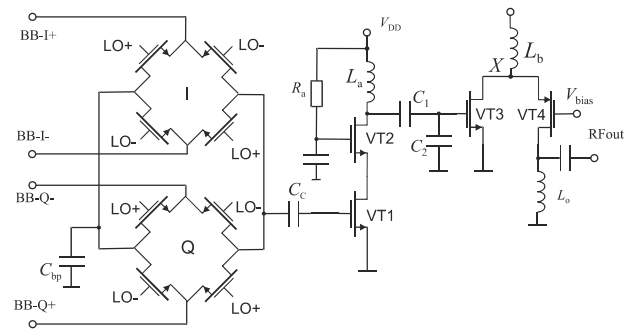 BB-I+
LO+
LO-
I
BB-I-
LO-
LO+
BB-Q-
LO+
LO-
Q
C_bp
LO-
LO+
BB-Q+
C_C
V_DD
R_a
L_a
VT2
VT1
C_1
C_2
X
L_b
VT3
VT4
V_bias
RFout
L_o